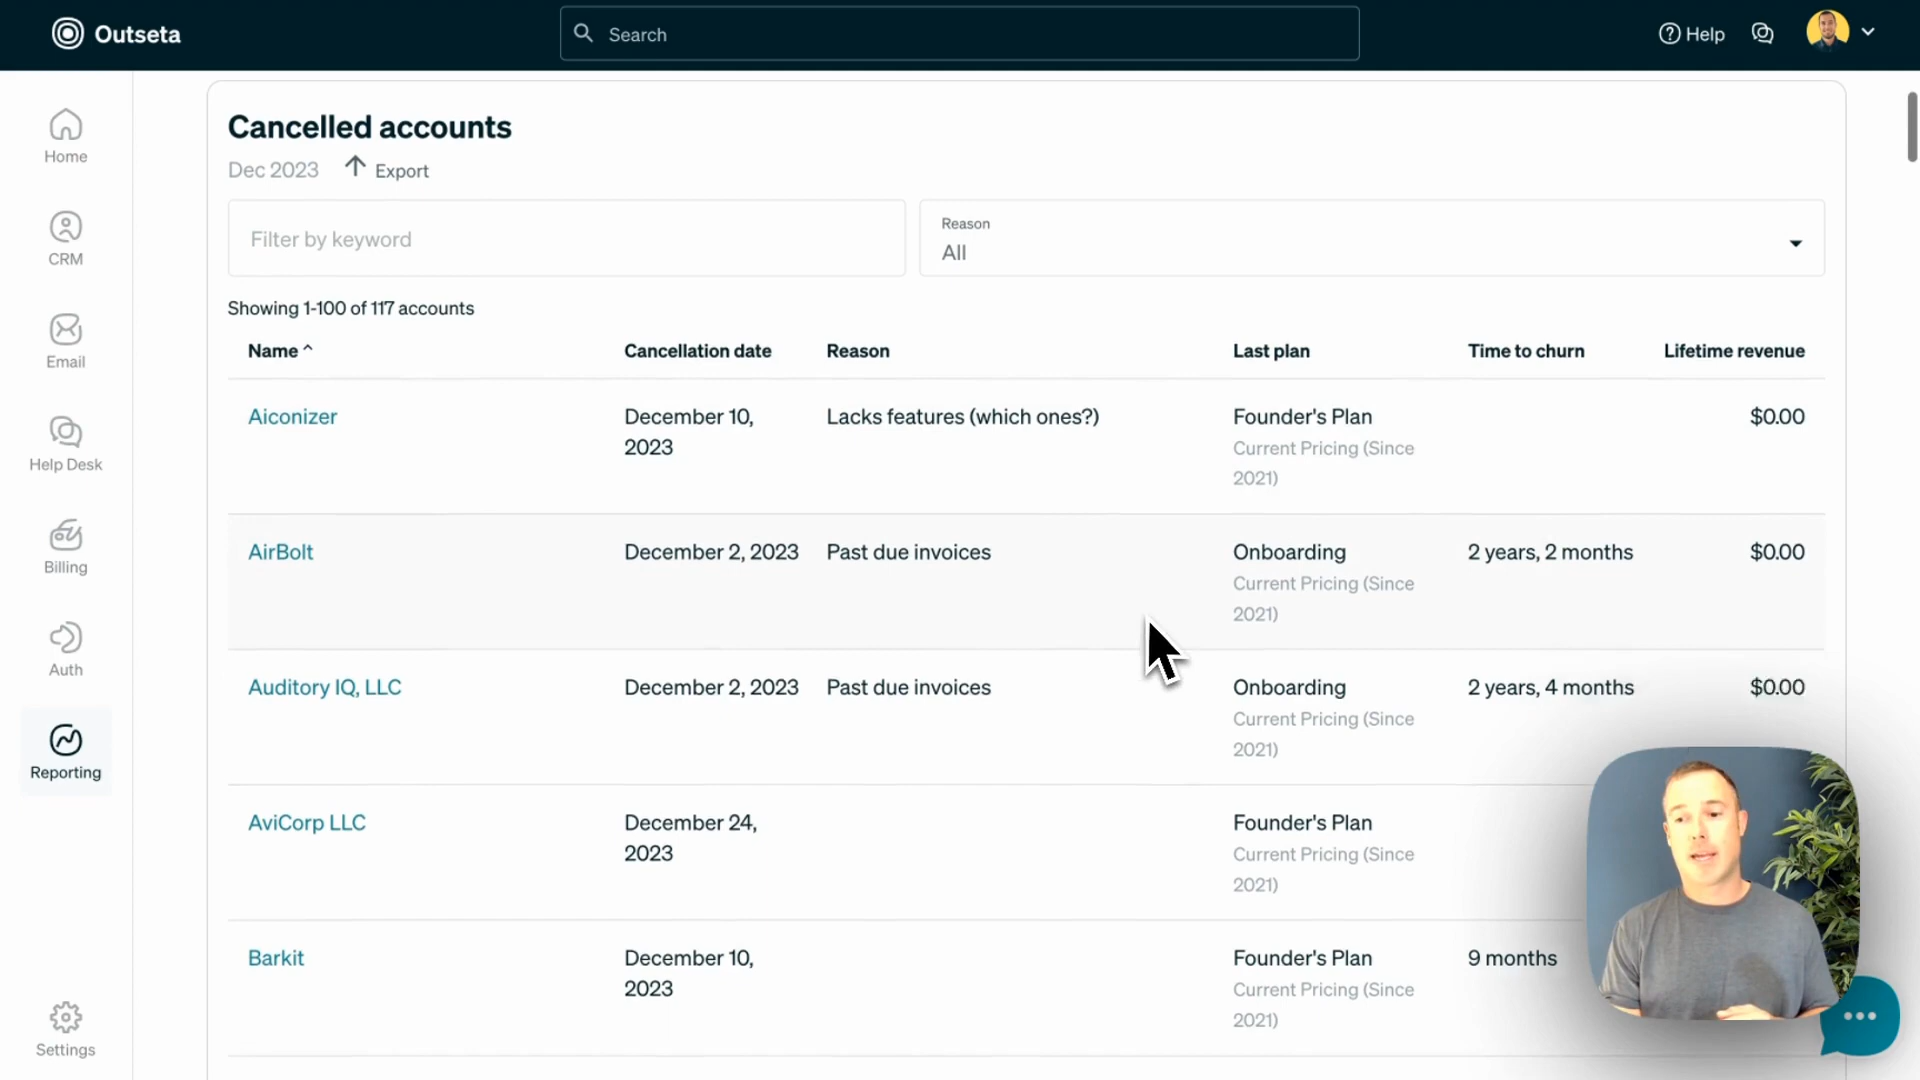 Outseta
Search
Help
Home
CRM
Email
Help Desk
Billing
Auth
Reporting
Settings
Cancelled accounts
Dec 2023 Export
Filter by keyword
Reason
All
Showing 1-100 of 117 accounts
Name Cancellation date Reason Last plan Time to churn Lifetime revenue
Aiconizer December 10, Lacks features (which ones?) Founder's Plan $0.00
2023 Current Pricing (Since
2021)
AirBolt December 2, 2023 Past due invoices Onboarding 2 years, 2 months $0.00
Current Pricing (Since
2021)
Auditory IQ, LLC December 2, 2023 Past due invoices Onboarding 2 years, 4 months $0.00
Current Pricing (Since
2021)
AviCorp LLC December 24, Founder's Plan
2023 Current Pricing (Since
2021)
Barkit December 10, Founder's Plan 9 months
2023 Current Pricing (Since
2021)